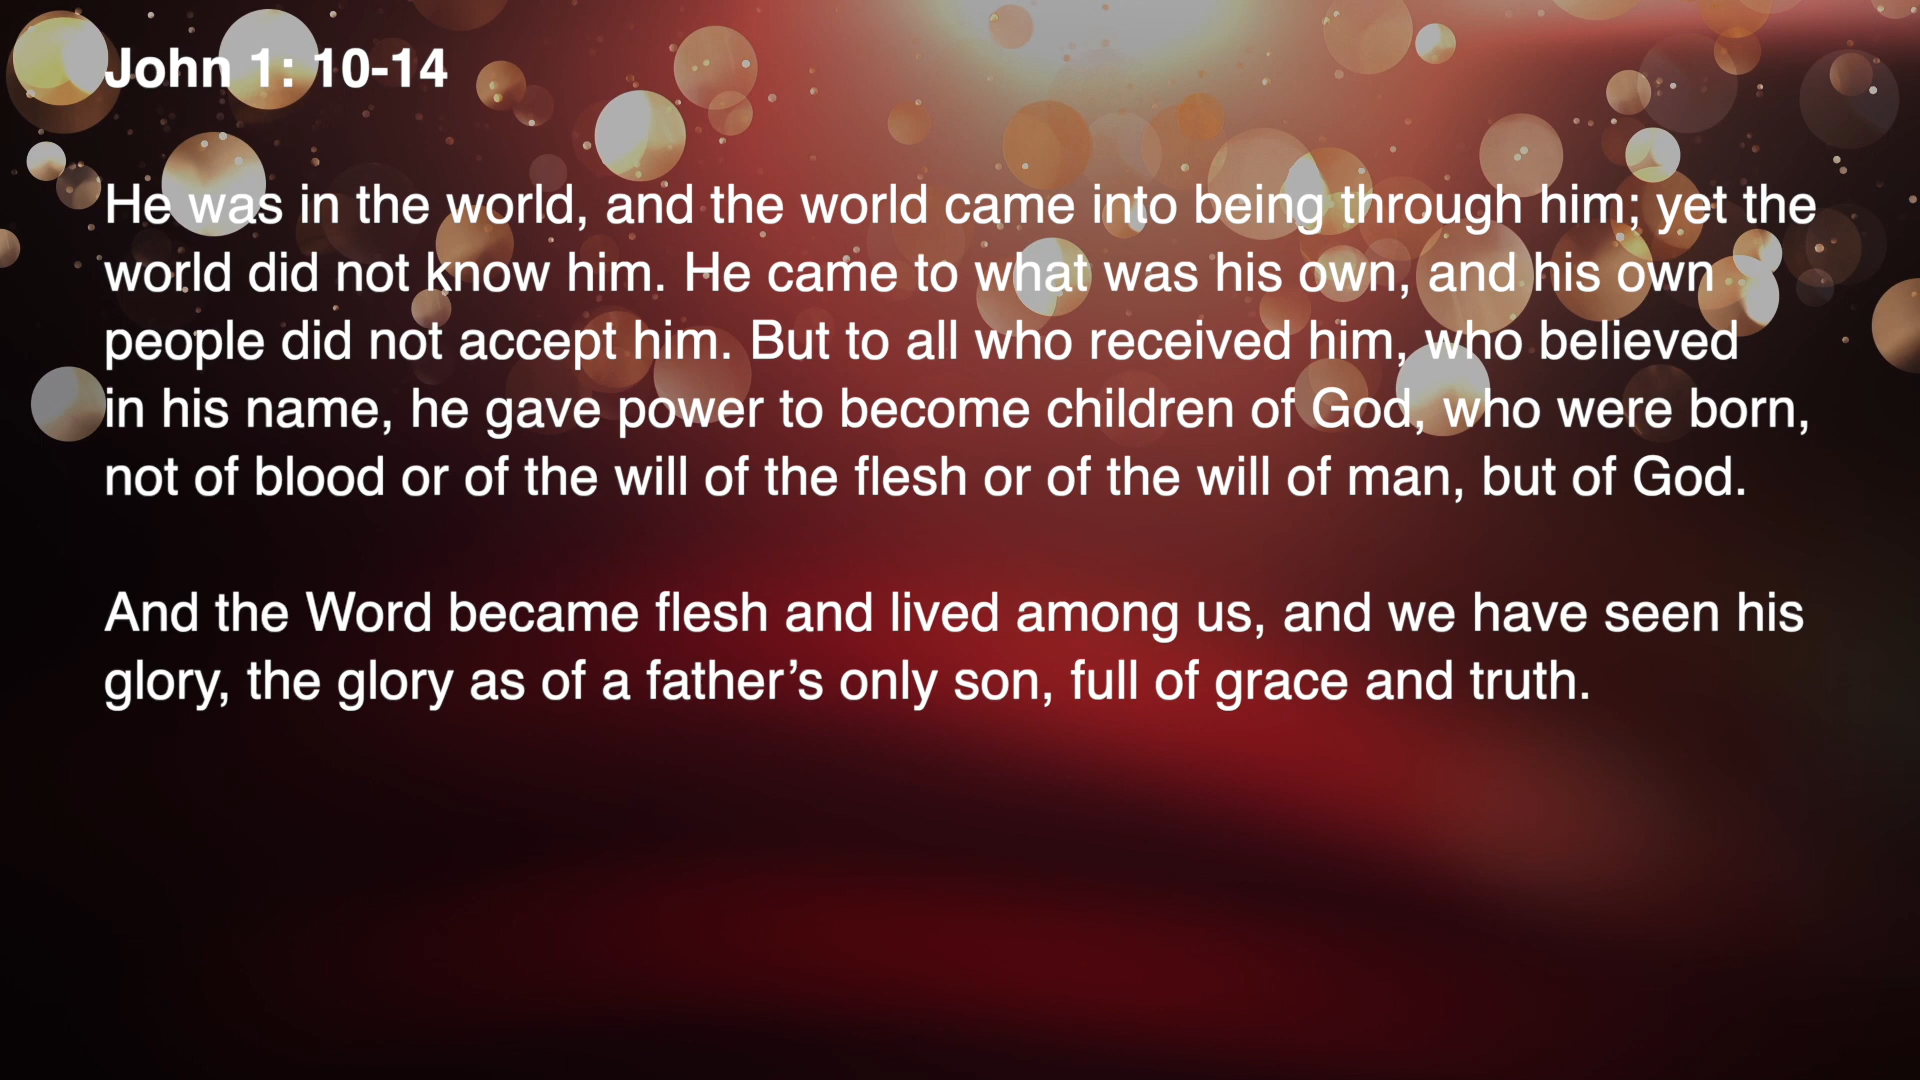 John 1: 10-14
He was in the world, and the world came into being through him; yet the
world did not know him. He came to what was his own, and his own
people did not accept him. But to all who received him, who believed
in his name, he gave power to become children of God, who were born,
not of blood or of the will of the flesh or of the will of man, but of God.
And the Word became flesh and lived among us, and we have seen his
glory, the glory as of a father’s only son, full of grace and truth.